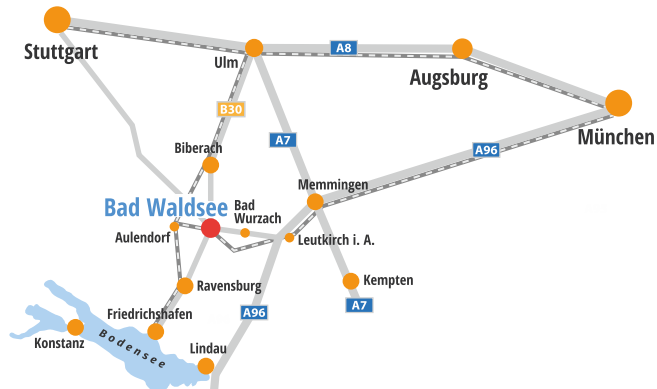 Stuttgart
Ulm
A8
Augsburg
B30
A7
München
Biberach
A96
Memmingen
Bad Waldsee
Bad
Wurzach
Aulendorf
Leutkirch i. A.
Ravensburg
Kempten
A7
Friedrichshafen
A96
Konstanz
Bodensee
Lindau